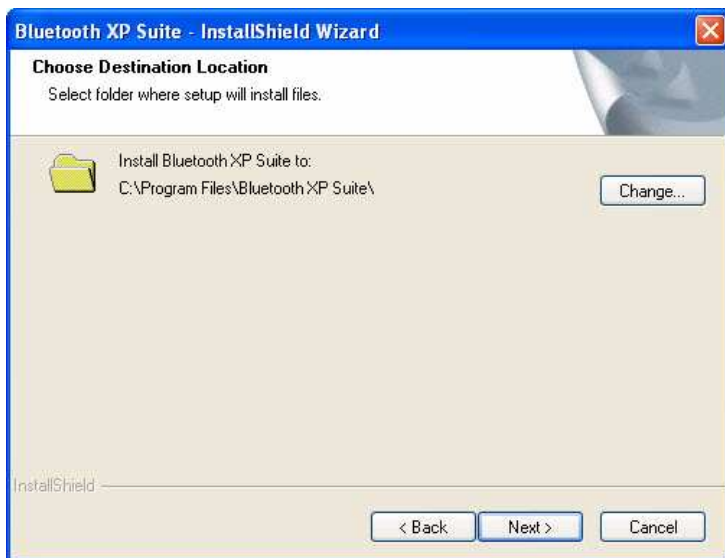 Bluetooth XP Suite - InstallShield Wizard
Choose Destination Location
Select folder where setup will install files.
Install Bluetooth XP Suite to:
C:\Program Files\Bluetooth XP Suite\
Change...
InstallShield
< Back
Next >
Cancel